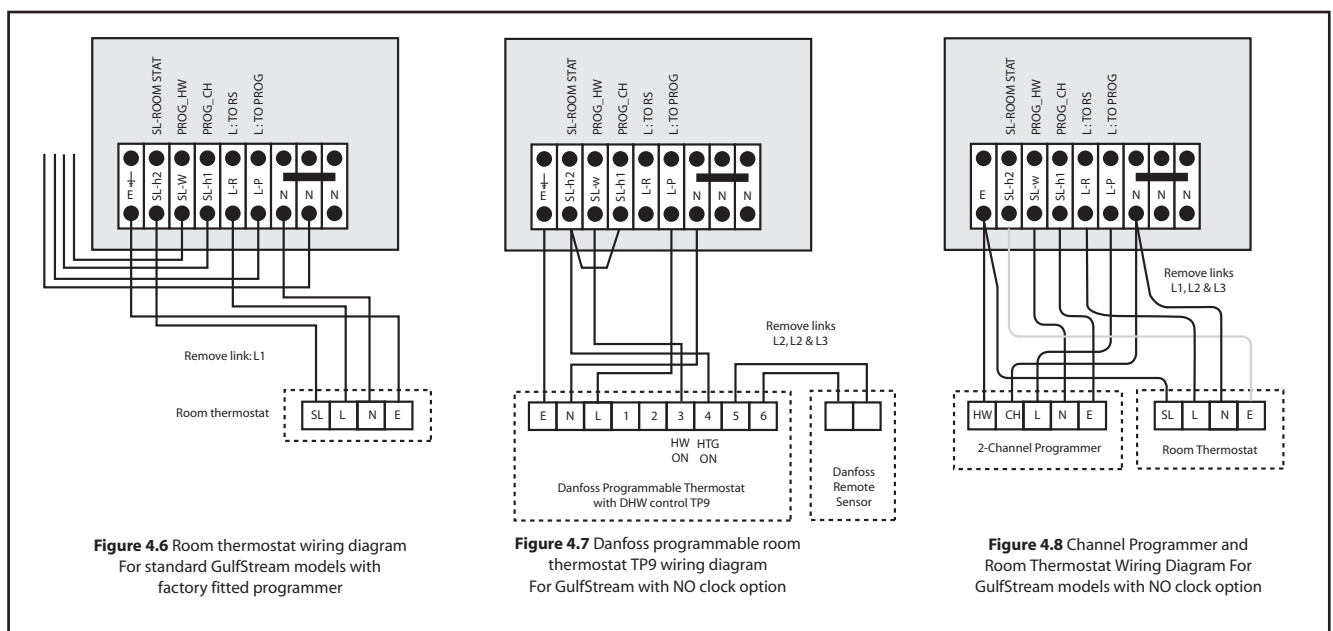 SL-ROOM STAT
PROG_HW
PROG_CH
L : TO RS
L : TO PROG
E
SL-h2
SL-W
SL-h1
L-R
L-P
N
N
N
Remove link: L1
Room thermostat
SL L N E
Figure 4.6 Room thermostat wiring diagram
For standard GulfStream models with
factory fitted programmer
SL-ROOM STAT
PROG_HW
PROG_CH
L : TO RS
L : TO PROG
E
SL-h2
SL-w
SL-h1
L-R
L-P
N
N
N
Remove links
L2, L2 & L3
E N L 1 2 3 4 5 6
HW HTG
ON ON
Danfoss Programmable Thermostat
with DHW control TP9
Danfoss
Remote
Sensor
Figure 4.7 Danfoss programmable room
thermostat TP9 wiring diagram
For GulfStream with NO clock option
SL-ROOM STAT
PROG_HW
PROG_CH
L : TO RS
L : TO PROG
E
SL-h2
SL-w
SL-h1
L-R
L-P
N
N
N
Remove links
L1, L2 & L3
HW CH L N E
2-Channel Programmer
SL L N E
Room Thermostat
Figure 4.8 Channel Programmer and
Room Thermostat Wiring Diagram For
GulfStream models with NO clock option